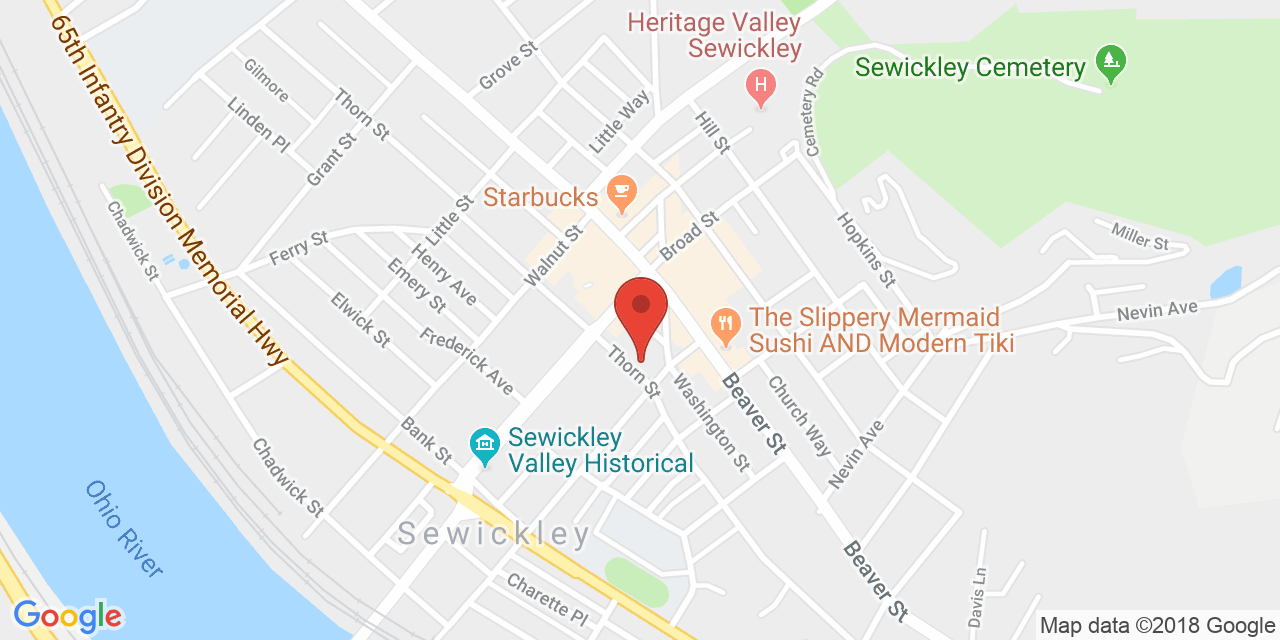 65th Infantry Division Memorial Hwy
Heritage Valley
Sewickley
H
Sewickley Cemetery
Grove St
Gilmore
Linden Pl
Thorn St
Grant St
Little Way
Hill St
Cemetery Rd
Starbucks
Chadwick St
Ferry St
Little St
Henry Ave
Emery St
Walnut St
Broad St
Hopkins St
Miller St
Nevin Ave
Elwick St
Frederick Ave
The Slippery Mermaid
Sushi AND Modern Tiki
Thorn St
Washington St
Beaver St
Church Way
Nevin Ave
Bank St
Chadwick St
Sewickley
Valley Historical
Ohio River
Sewickley
Charette Pl
Beaver St
Davis Ln
Google
Map data ©2018 Google